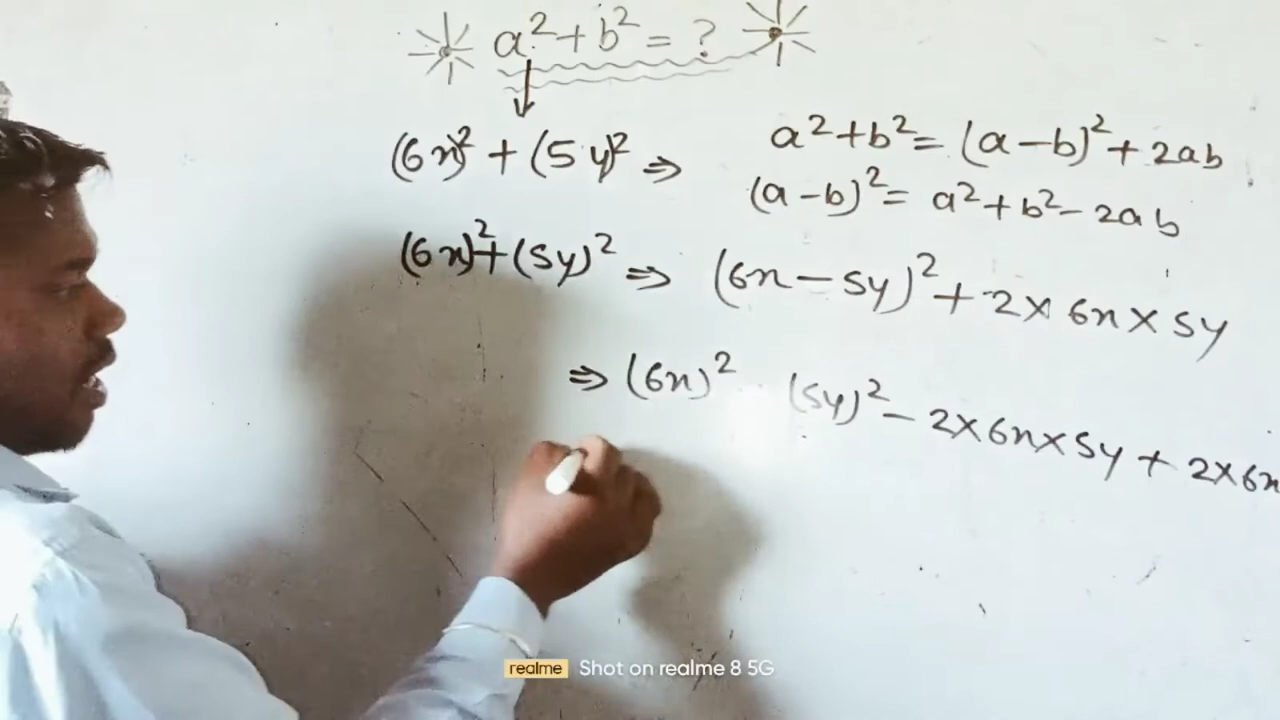 a² + b² = ?
(6x)² + (5y)² ⇒ a² + b² = (a - b)² + 2ab
(a - b)² = a² + b² - 2ab
(6x)² + (5y)² ⇒ (6x - 5y)² + 2 × 6x × 5y
⇒ (6x)² (5y)² - 2 × 6x × 5y + 2 × 6x
realme Shot on realme 8 5G